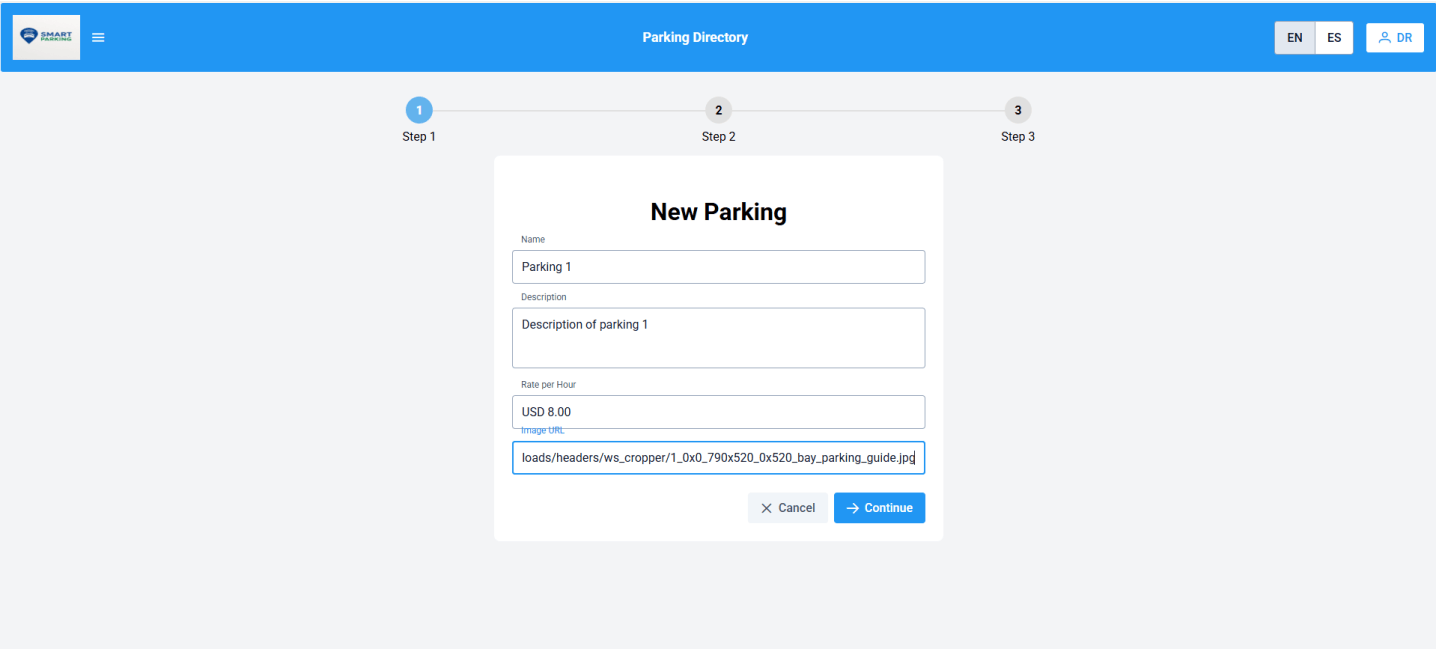 SMART
PARKING
Parking Directory
EN
ES
DR
1
2
3
Step 1
Step 2
Step 3
New Parking
Name
Parking 1
Description
Description of parking 1
Rate per Hour
USD 8.00
Image URL
loads/headers/ws_cropper/1_0x0_790x520_0x520_bay_parking_guide.jpg
Cancel
Continue